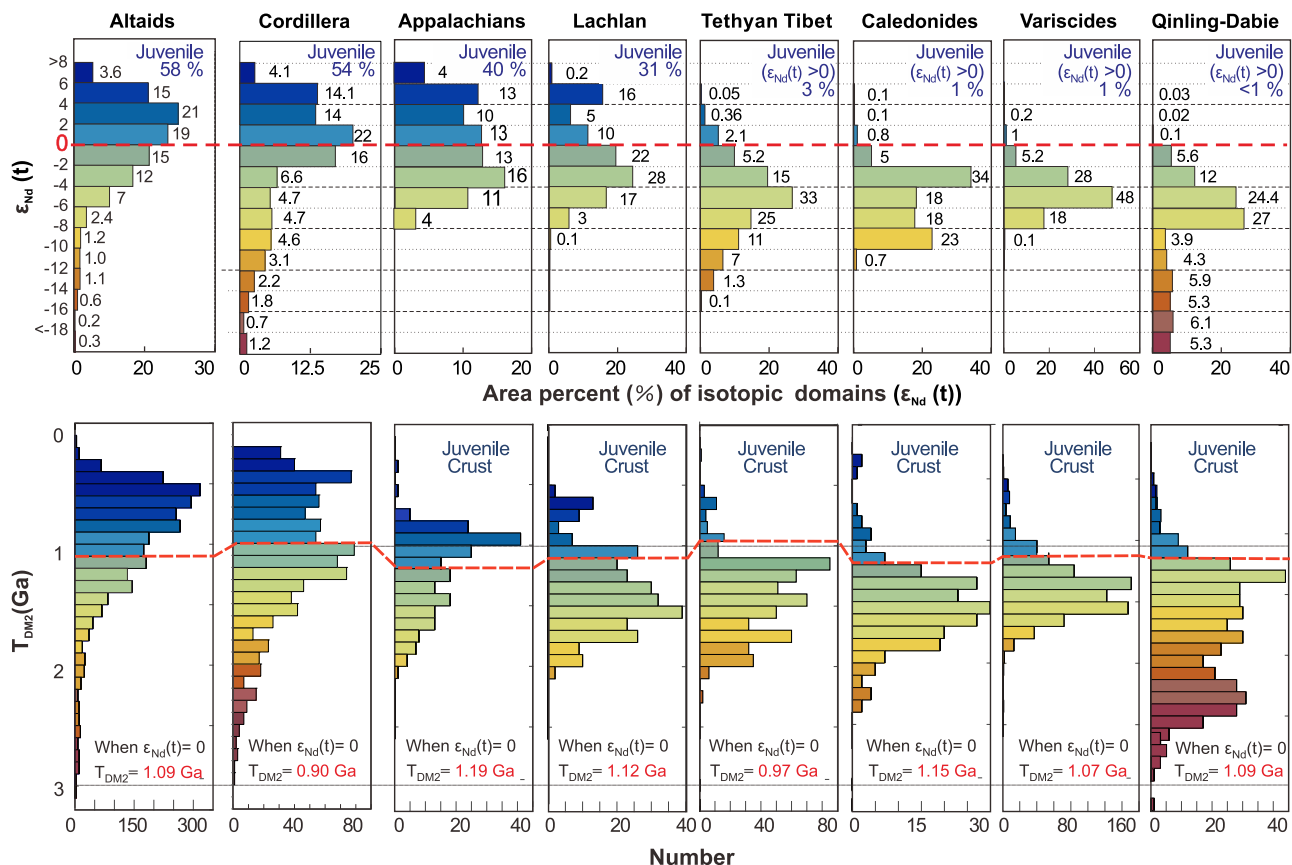 Altaids
Cordillera
Appalachians
Lachlan
Tethyan Tibet
Caledonides
Variscides
Qinling-Dabie
ε Nd (t)
>8
6
4
2
0
-2
-4
-6
-8
-10
-12
-14
-16
<-18
Juvenile
58 %
3.6
15
21
19
15
12
7
2.4
1.2
1.0
1.1
0.6
0.2
0.3
0 20 30
Juvenile
54 %
4.1
14.1
14
22
16
6.6
4.7
4.7
4.6
3.1
2.2
1.8
0.7
1.2
0 12.5 25
Juvenile
40 %
4
13
10
13
13
16
11
4
0 10 20
Juvenile
31 %
0.2
16
5
10
22
28
17
3
0.1
0 20 40
Juvenile
(εNd(t) >0)
3 %
0.05
0.36
2.1
5.2
15
33
25
11
7
1.3
0.1
0 20 40
Juvenile
(εNd(t) >0)
1 %
0.1
0.1
0.8
5
34
18
18
23
0.7
0 20 40
Juvenile
(εNd(t) >0)
1 %
0.2
1
5.2
28
48
18
0.1
0 20 40 60
Juvenile
(εNd(t) >0)
<1 %
0.03
0.02
0.1
5.6
12
24.4
27
3.9
4.3
5.9
5.3
6.1
5.3
0 20 40
Area percent (%) of isotopic domains (εNd (t))
TDM2(Ga)
0
1
2
3
When εNd(t)= 0
TDM2= 1.09 Ga
0 150 300
When εNd(t)= 0
TDM2= 0.90 Ga
0 40 80
Juvenile
Crust
When εNd(t)= 0
TDM2= 1.19 Ga
0 20 40
Juvenile
Crust
When εNd(t)= 0
TDM2= 1.12 Ga
0 20 40
Juvenile
Crust
When εNd(t)= 0
TDM2= 0.97 Ga
0 40 80
Juvenile
Crust
When εNd(t)= 0
TDM2= 1.15 Ga
0 15 30
Juvenile
Crust
When εNd(t)= 0
TDM2= 1.07 Ga
0 80 160
Juvenile
Crust
When εNd(t)= 0
TDM2= 1.09 Ga
0 20 40
Number